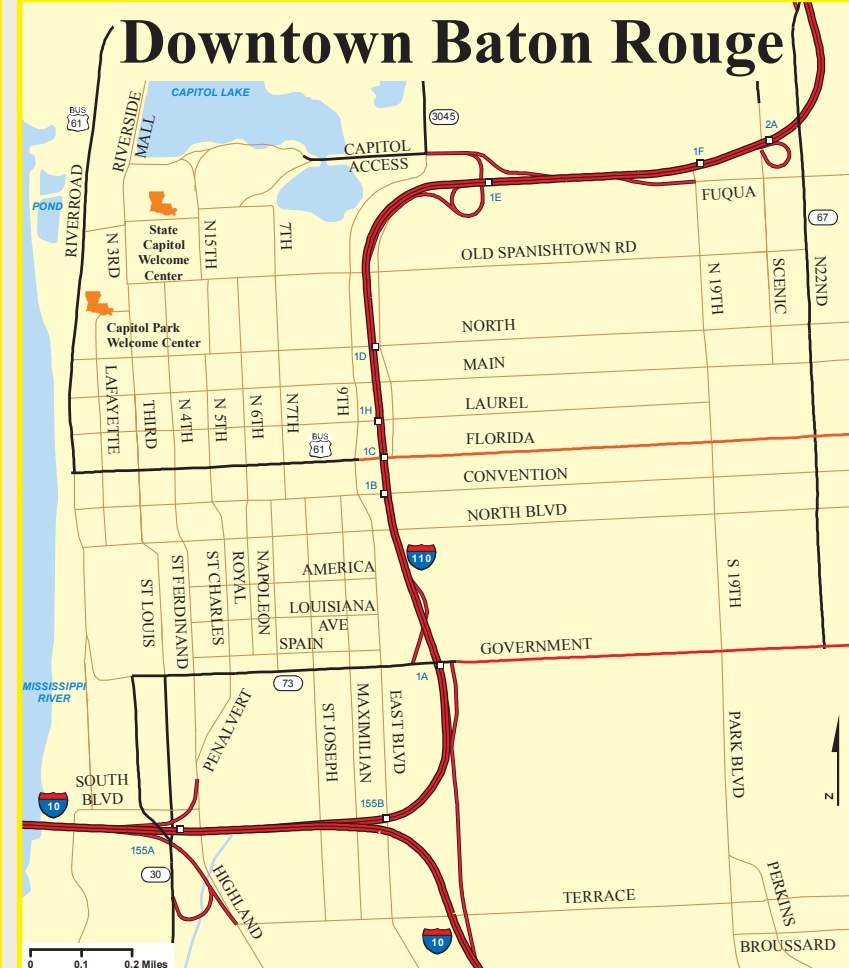 Downtown Baton Rouge
CAPITOL LAKE
BUS
61
RIVERSIDE
MALL
3045
2A
CAPITOL
ACCESS
1F
RIVERROAD
POND
1E
FUQUA
State
Capitol
Welcome
Center
N 3RD
N15TH
7TH
67
OLD SPANISHTOWN RD
N 19TH
SCENIC
N22ND
Capitol Park
Welcome Center
NORTH
1D
MAIN
LAFAYETTE
THIRD
N 4TH
N 5TH
N 6TH
N 7TH
9TH
LAUREL
1H
FLORIDA
BUS
61
1C
CONVENTION
1B
NORTH BLVD
110
AMERICA
ST LOUIS
ST FERDINAND
ST CHARLES
ROYAL
NAPOLEON
S 19TH
LOUISIANA
AVE
SPAIN
GOVERNMENT
1A
73
MISSISSIPPI
RIVER
PENALVERT
ST JOSEPH
MAXIMILIAN
EAST BLVD
PARK BLVD
SOUTH
BLVD
10
155B
N
155A
30
HIGHLAND
TERRACE
PERKINS
10
BROUSSARD
0 0.1 0.2 Miles